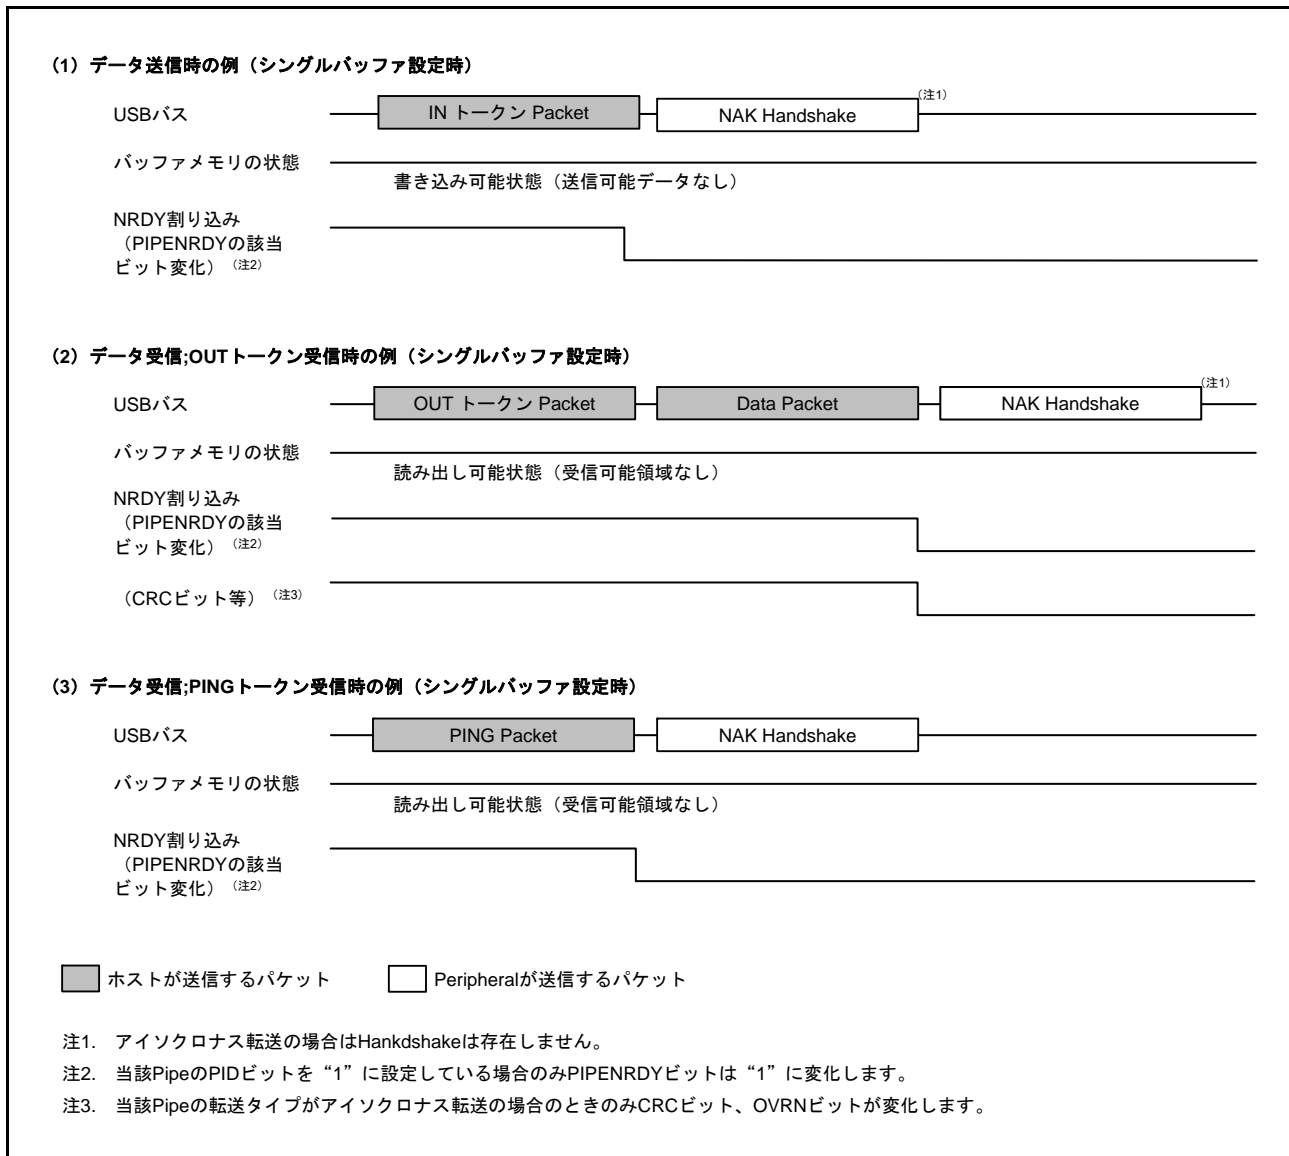 （1）データ送信時の例（シングルバッファ設定時）
USBバス
IN トークン Packet
NAK Handshake
（注1）
バッファメモリの状態
書き込み可能状態（送信可能データなし）
NRDY割り込み
（PIPENRDYの該当
ビット変化）（注2）
（2）データ受信;OUTトークン受信時の例（シングルバッファ設定時）
USBバス
OUT トークン Packet
Data Packet
NAK Handshake
（注1）
バッファメモリの状態
読み出し可能状態（受信可能領域なし）
NRDY割り込み
（PIPENRDYの該当
ビット変化）（注2）
（CRCビット等）（注3）
（3）データ受信;PINGトークン受信時の例（シングルバッファ設定時）
USBバス
PING Packet
NAK Handshake
バッファメモリの状態
読み出し可能状態（受信可能領域なし）
NRDY割り込み
（PIPENRDYの該当
ビット変化）（注2）
ホストが送信するパケット
Peripheralが送信するパケット
注1. アイソクロナス転送の場合はHankdshakeは存在しません。
注2. 当該PipeのPIDビットを“1”に設定している場合のみPIPENRDYビットは“1”に変化します。
注3. 当該Pipeの転送タイプがアイソクロナス転送の場合のときのみCRCビット、OVRNビットが変化します。